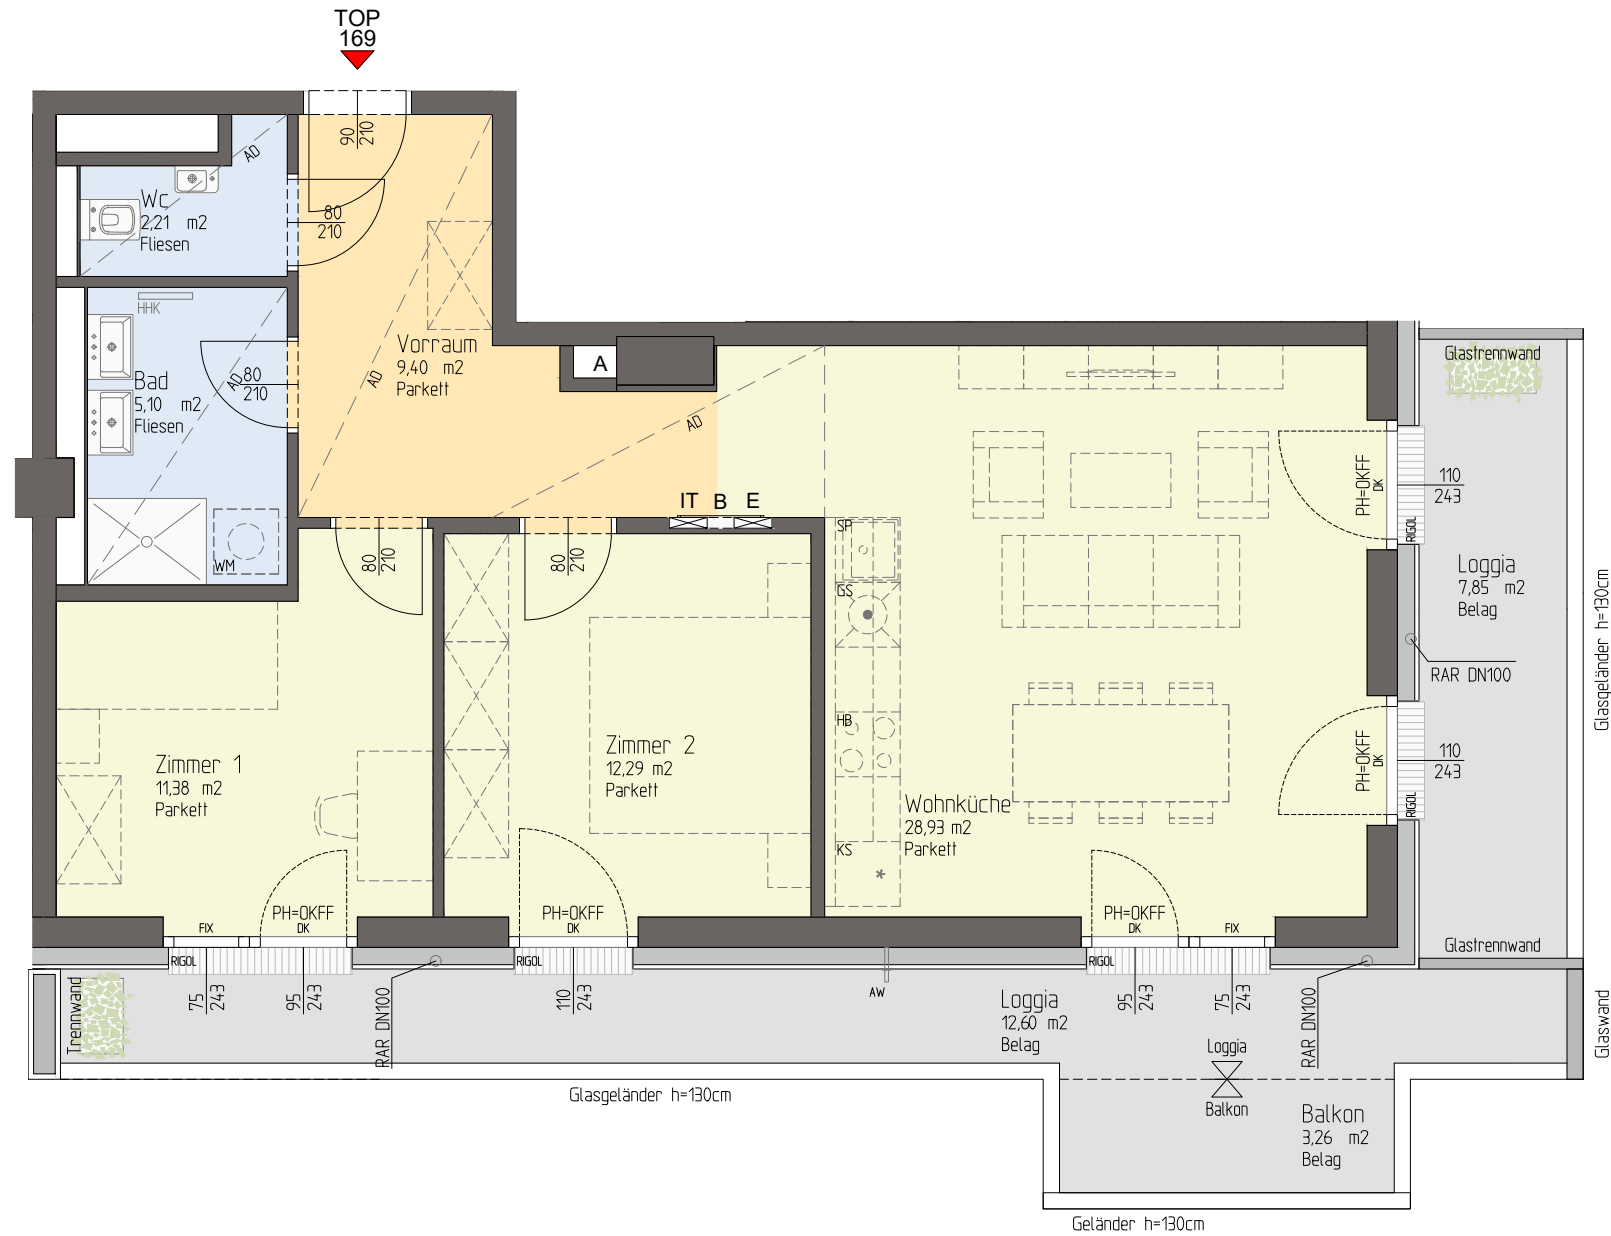 TOP
169
90
210
AD
Wc
2,21 m2
Fliesen
80
210
HHK
Bad
5,10 m2
Fliesen
AD
80
210
WM
Vorraum
9,40 m2
Parkett
AD
A
AD
IT B E
80
210
80
210
SP
GS
HB
KS
*
Zimmer 1
11,38 m2
Parkett
Zimmer 2
12,29 m2
Parkett
Wohnküche
28,93 m2
Parkett
PH=OKFF
DK
RIGOL
110
243
PH=OKFF
DK
RIGOL
110
243
Glastrennwand
Loggia
7,85 m2
Belag
RAR DN100
Glasgeländer h=130cm
Glastrennwand
Glaswand
FIX
PH=OKFF
DK
PH=OKFF
DK
PH=OKFF
DK
FIX
RIGOL
RIGOL
RIGOL
Trennwand
75
243
95
243
RAR DN100
110
243
AW
Loggia
12,60 m2
Belag
95
243
75
243
RAR DN100
Loggia
Balkon
Balkon
3,26 m2
Belag
Glasgeländer h=130cm
Geländer h=130cm